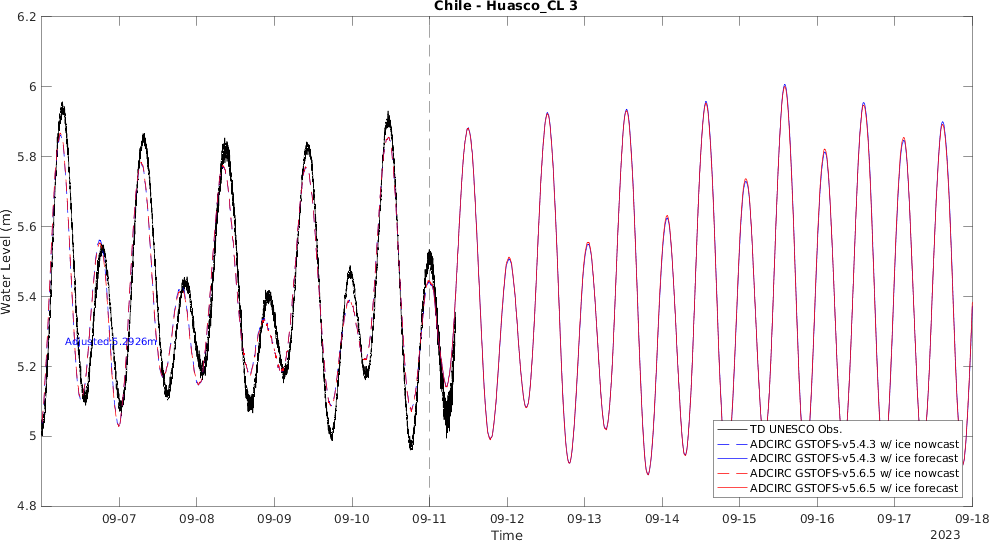 Chile - Huasco_CL 3
6.2
6
5.8
5.6
5.4
5.2
5
4.8
Water Level (m)
Adjusted:5.2926m
TD UNESCO Obs.
ADCIRC GSTOFS-v5.4.3 w/ ice nowcast
ADCIRC GSTOFS-v5.4.3 w/ ice forecast
ADCIRC GSTOFS-v5.6.5 w/ ice nowcast
ADCIRC GSTOFS-v5.6.5 w/ ice forecast
09-07 09-08 09-09 09-10 09-11 09-12 09-13 09-14 09-15 09-16 09-17 09-18
Time
2023